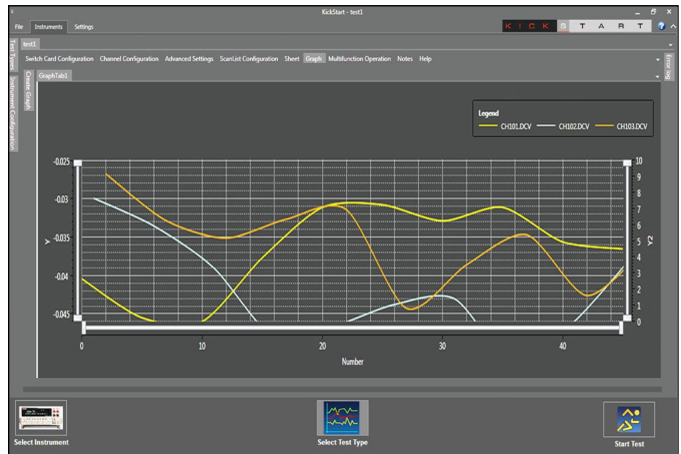 KickStart - test1
File Instruments Settings
K I C K S T A R T
test1
Test Types
Instrument Configuration
Error log
Switch Card Configuration Channel Configuration Advanced Settings ScanList Configuration Sheet Graph Multifunction Operation Notes Help
Create Graph
GraphTab1
Legend
CH101.DCV CH102.DCV CH103.DCV
-0.025
-0.03
-0.035
-0.04
-0.045
Y
10
9
8
7
6
5
4
3
2
1
0
Y2
0 10 20 30 40
Number
Select Instrument
Select Test Type
Start Test